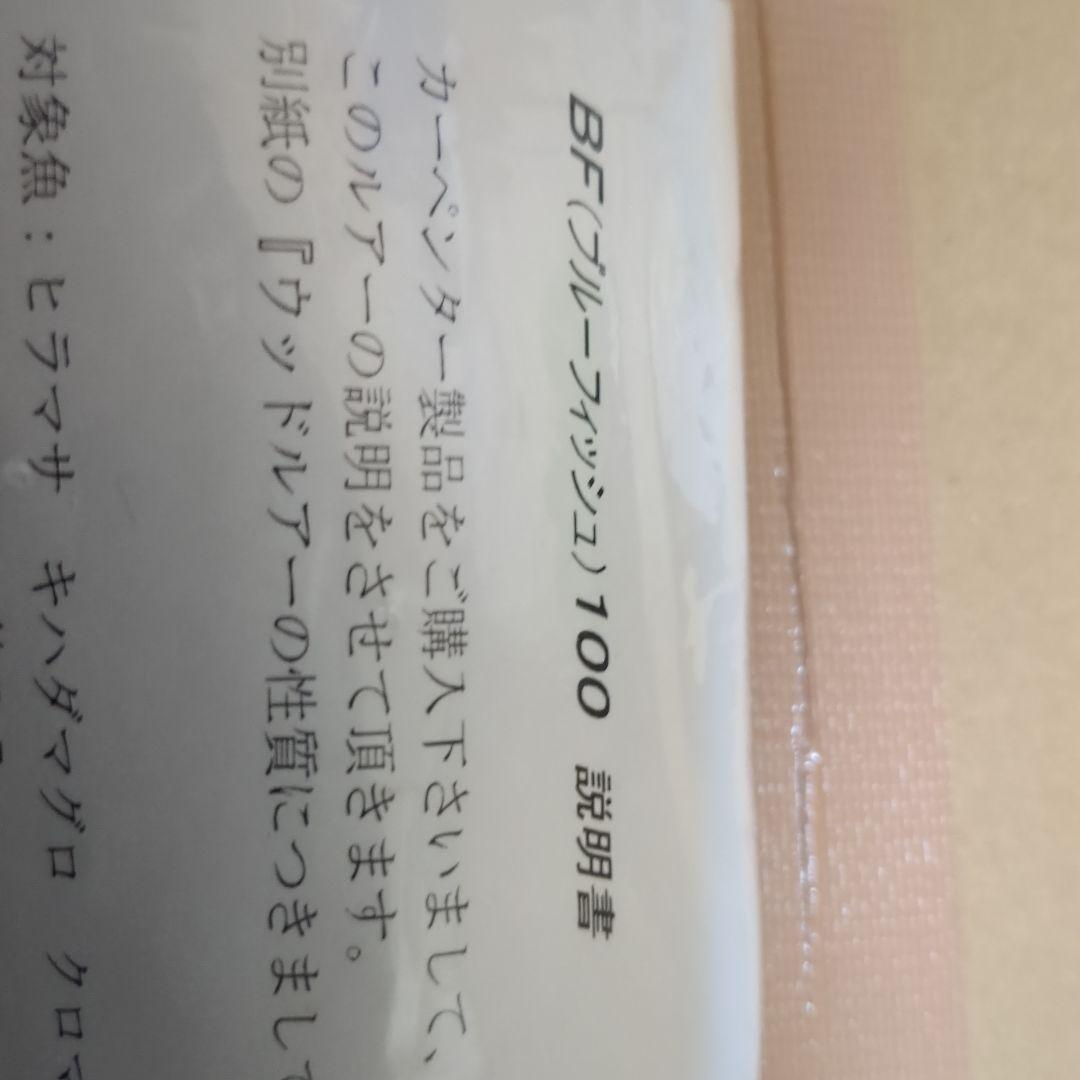 BF(ブルーフィッシュ)100 説明書
カーペンター製品をご購入下さいまして、
このルアーの説明をさせて頂きます。
別紙の『ウッドルアーの性質につきまして
対象魚：ヒラマサ キハダマグロ クロマ